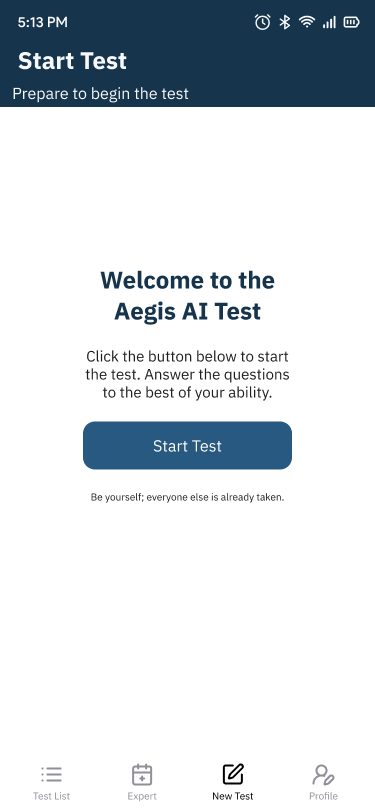 5:13 PM
Start Test
Prepare to begin the test
Welcome to the
Aegis AI Test
Click the button below to start
the test. Answer the questions
to the best of your ability.
Start Test
Be yourself; everyone else is already taken.
Test List
Expert
New Test
Profile